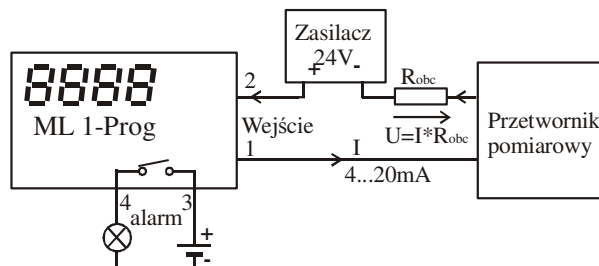 Zasilacz
24V
+ -
8888
ML 1-Prog
2
Wejście
1
Robc
U=I*Robc
I
4...20mA
Przetwornik
pomiarowy
4 3
alarm
+
-